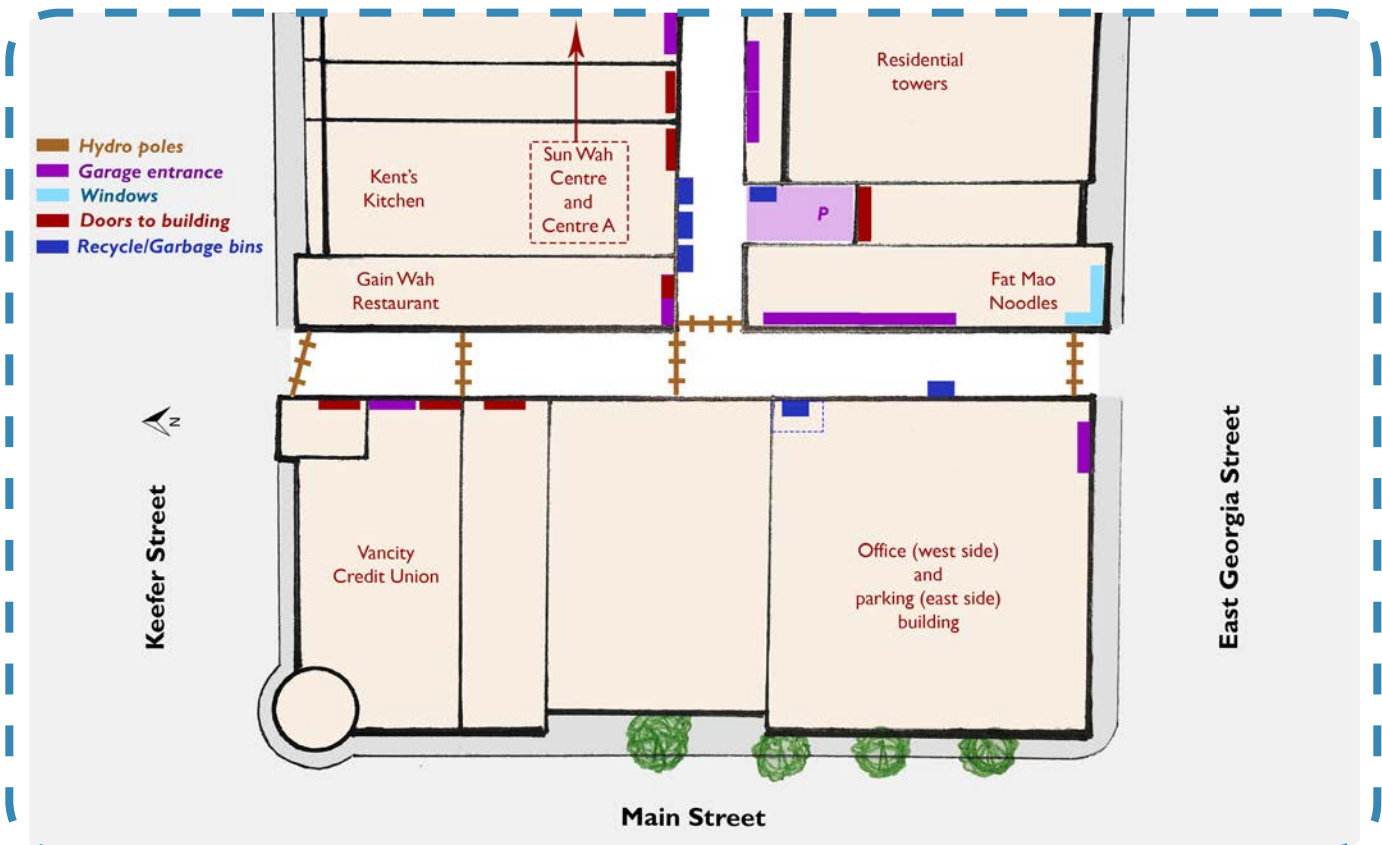 Residential
towers
Hydro poles
Garage entrance
Windows
Doors to building
Recycle/Garbage bins
Kent's
Kitchen
Sun Wah
Centre
and
Centre A
P
Gain Wah
Restaurant
Fat Mao
Noodles
N
Keefer Street
East Georgia Street
Vancity
Credit Union
Office (west side)
and
parking (east side)
building
Main Street